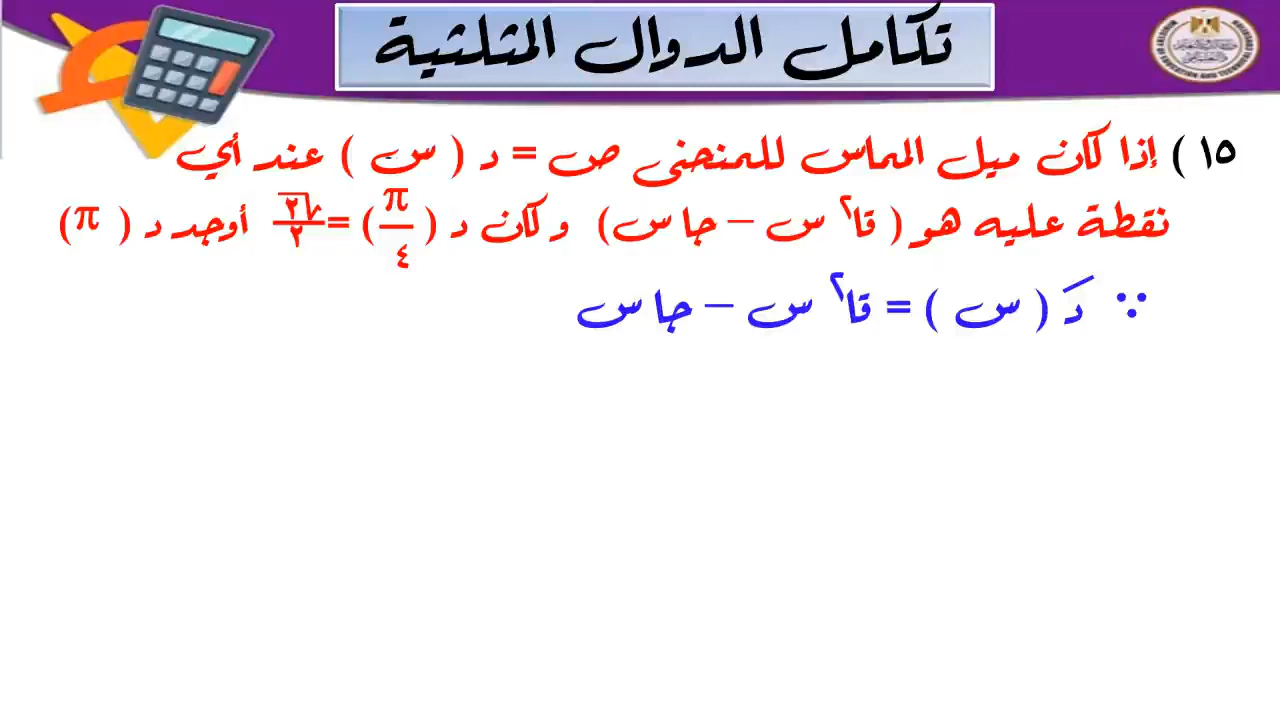 تكامل الدوال المثلثية
١٥ ) إذا كان ميل المماس للمنحنى ص = د ( س ) عند أي
نقطة عليه هو ( قا٢ س – جا س) وكان د ( π/٤ ) = √٢/٢ أوجد د ( π )
∵ دَ ( س ) = قا٢ س – جا س